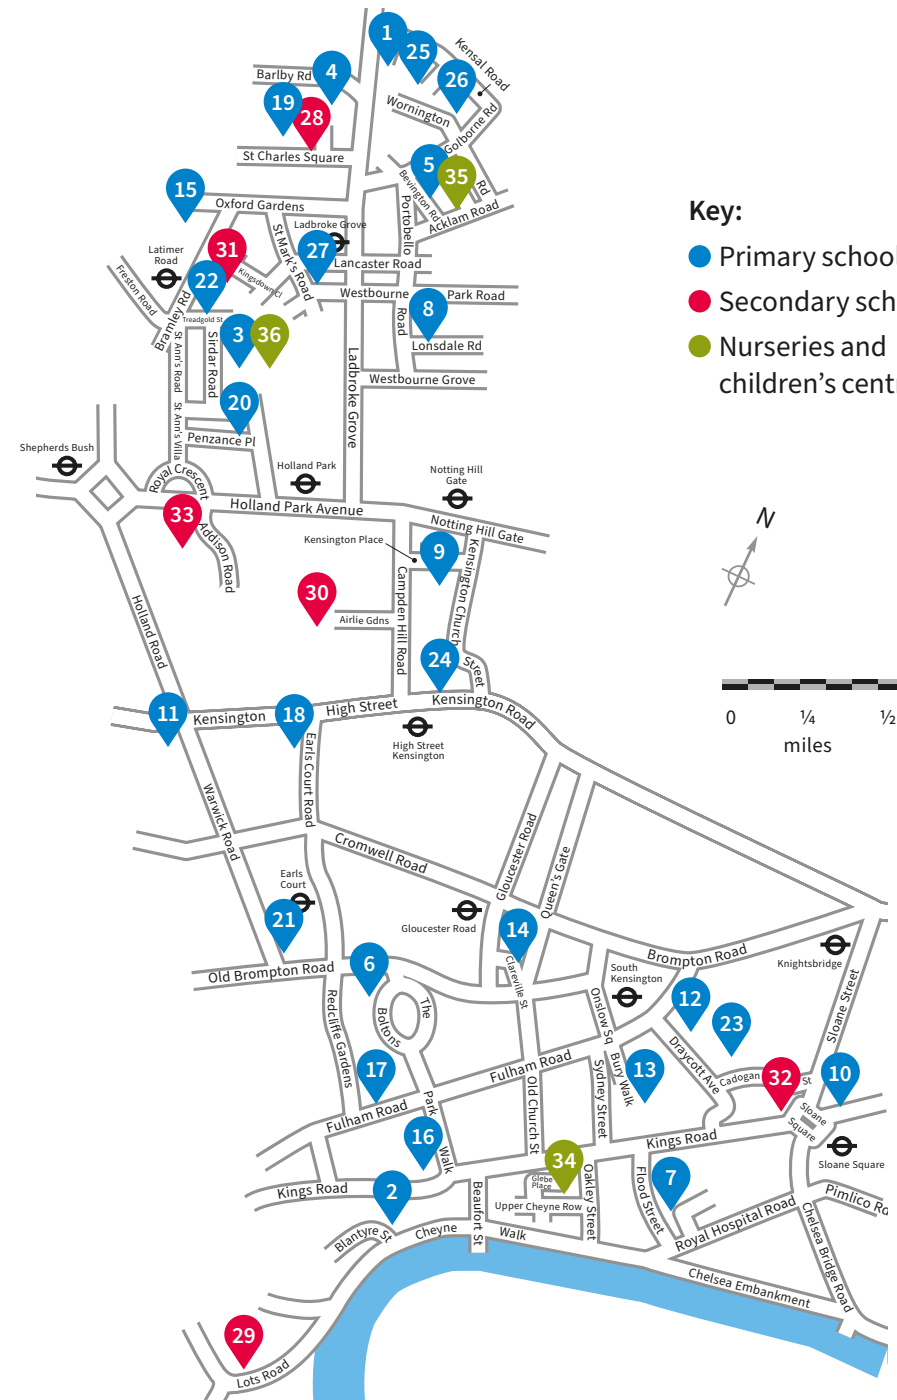 1
25
Kensal Road
4
Barlby Rd
26
19
28
Wornington
Golborne Rd
St Charles Square
5
35
Rd
Bevington Rd
15
Oxford Gardens
Portobello
Acklam Road
Ladbroke Grove
St Mark's Road
27
31
Latimer
Road
Lancaster Road
Freston Road
22
Kingsdown Cl
Westbourne
Park Road
Bramley Rd
Treadgold St
8
Road
3
36
St Ann's Road
Sirdar Road
Lonsdale Rd
Ladbroke Grove
Westbourne Grove
20
St Ann's Villa
Penzance Pl
Shepherds Bush
Royal Crescent
Holland Park
Notting Hill
Gate
Holland Park Avenue
33
Addison Road
Notting Hill Gate
Kensington Place
9
Kensington Church
Street
Campden Hill Road
30
Airlie Gdns
Holland Road
24
11
Kensington
18
High Street
Kensington Road
High Street
Kensington
Earls Court Road
Warwick Road
Cromwell Road
Gloucester Road
Queen's Gate
Earls
Court
21
Gloucester Road
14
Brompton Road
Knightsbridge
Old Brompton Road
6
Clareville St
South
Kensington
Sloane Street
The
Boltons
Onslow Sq
12
23
Redcliffe Gardens
Draycott Ave
17
Fulham Road
Bury Walk
13
Cadogan
32
St
10
Fulham Road
Park
Walk
Old Church St
Sydney Street
Sloane
Square
16
Kings Road
Sloane Square
34
Glebe
Place
7
Kings Road
2
Beaufort St
Upper Cheyne Row
Oakley Street
Flood Street
Pimlico Rd
Royal Hospital Road
Blantyre St
Cheyne
Walk
Chelsea Bridge Road
Chelsea Embankment
29
Lots Road
Key:
Primary school
Secondary sch
Nurseries and
children's cent
N
0
¼
½
miles